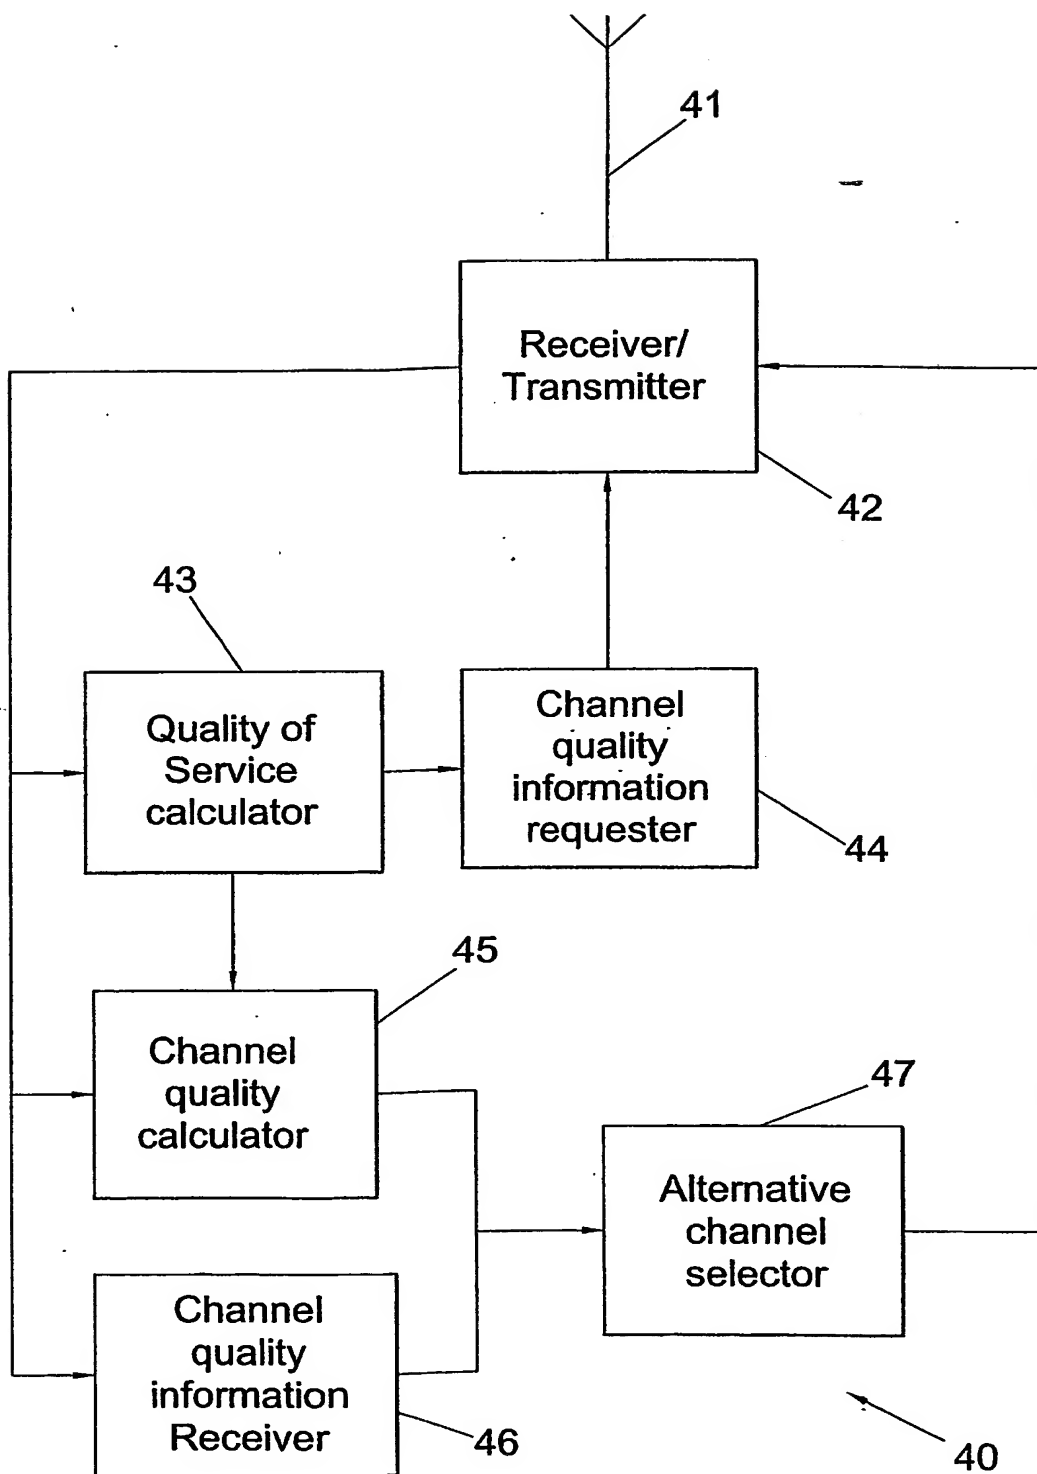 41
Receiver/
Transmitter
42
43
Quality of
Service
calculator
Channel
quality
information
requester
44
45
Channel
quality
calculator
47
Alternative
channel
selector
Channel
quality
information
Receiver
46
40